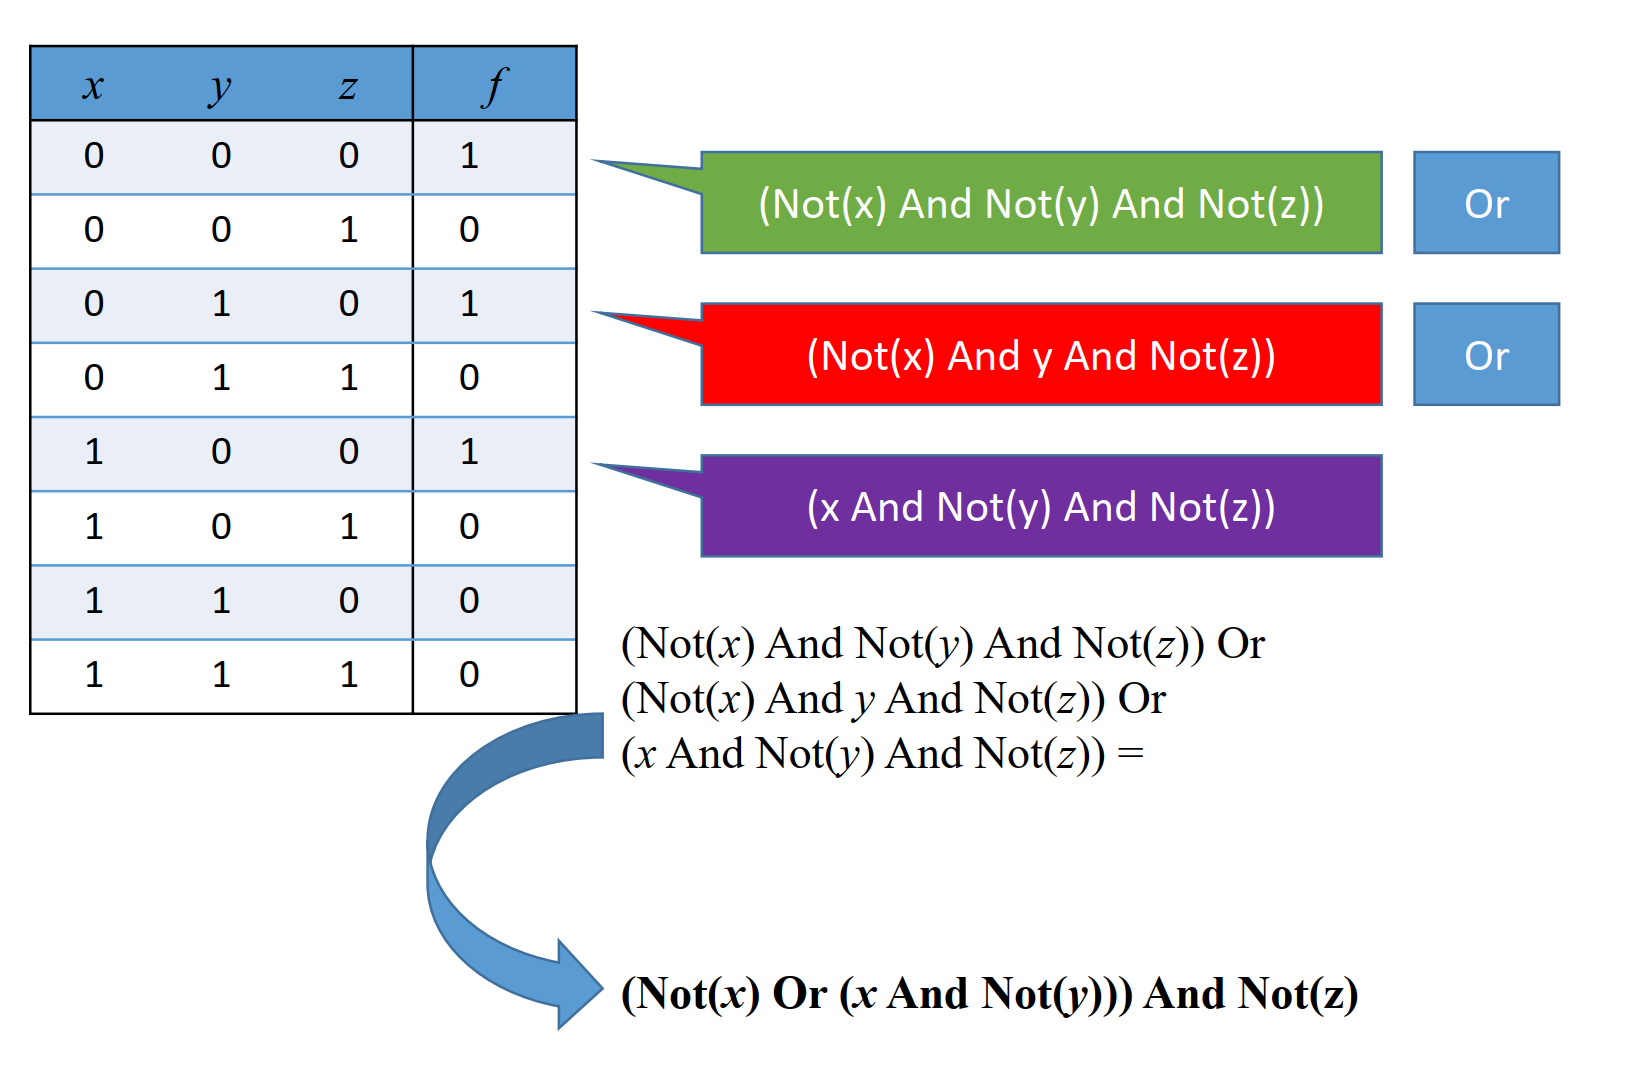 x y z f
0 0 0 1
(Not(x) And Not(y) And Not(z)) Or
0 0 1 0
0 1 0 1
(Not(x) And y And Not(z)) Or
0 1 1 0
1 0 0 1
(x And Not(y) And Not(z))
1 0 1 0
1 1 0 0
1 1 1 0
(Not(x) And Not(y) And Not(z)) Or
(Not(x) And y And Not(z)) Or
(x And Not(y) And Not(z)) =
(Not(x) Or (x And Not(y))) And Not(z)